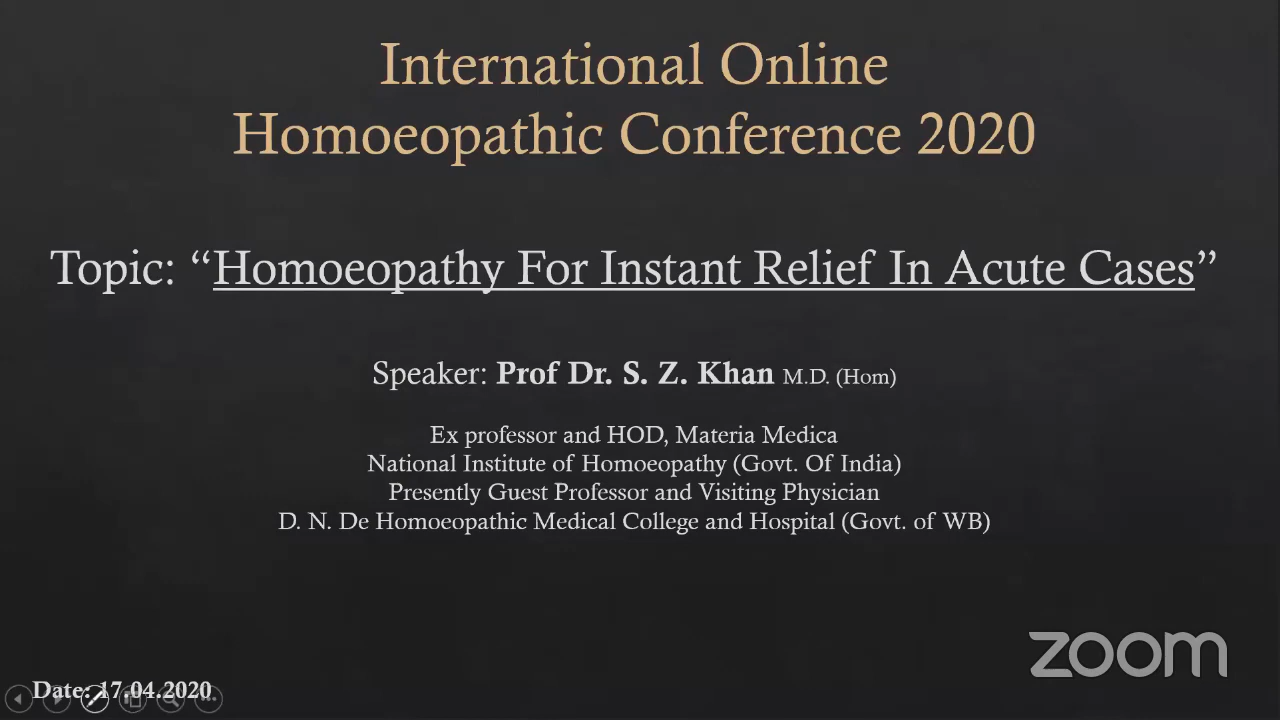 International Online
Homoeopathic Conference 2020
Topic: “Homoeopathy For Instant Relief In Acute Cases”
Speaker: Prof Dr. S. Z. Khan M.D. (Hom)
Ex professor and HOD, Materia Medica
National Institute of Homoeopathy (Govt. Of India)
Presently Guest Professor and Visiting Physician
D. N. De Homoeopathic Medical College and Hospital (Govt. of WB)
zoom
Date: 17.04.2020